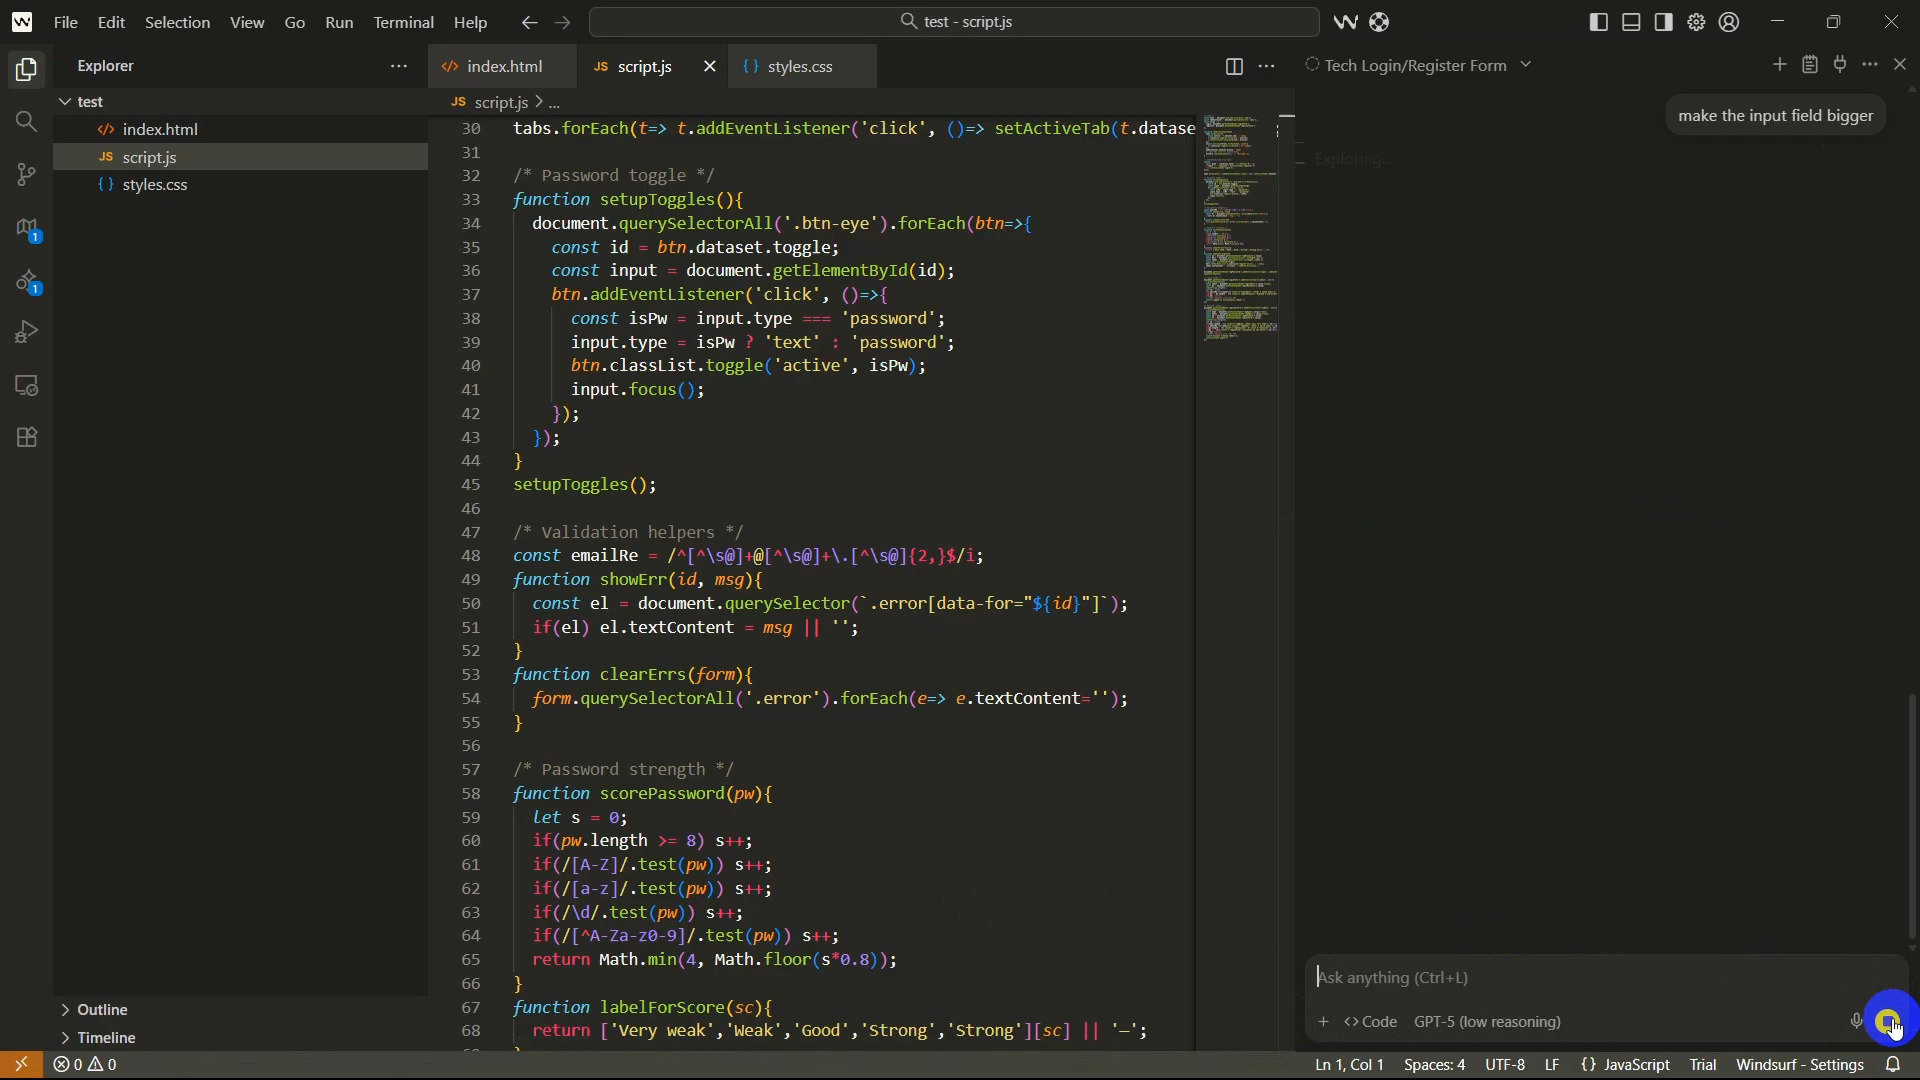 File Edit Selection View Go Run Terminal Help
test - script.js
Explorer
test
index.html
JS script.js
styles.css
1
1
Outline
Timeline
index.html
JS script.js
styles.css
JS script.js > ...
30 tabs.forEach(t=> t.addEventListener('click', ()=> setActiveTab(t.datase
31
32 /* Password toggle */
33 function setupToggles(){
34 document.querySelectorAll('.btn-eye').forEach(btn=>{
35 const id = btn.dataset.toggle;
36 const input = document.getElementById(id);
37 btn.addEventListener('click', ()=>{
38 const isPw = input.type === 'password';
39 input.type = isPw ? 'text' : 'password';
40 btn.classList.toggle('active', isPw);
41 input.focus();
42 });
43 });
44 }
45 setupToggles();
46
47 /* Validation helpers */
48 const emailRe = /^[^\s@]+@[^\s@]+\.[^\s@]{2,}$/i;
49 function showErr(id, msg){
50 const el = document.querySelector(`.error[data-for="${id}"]`);
51 if(el) el.textContent = msg || '';
52 }
53 function clearErrs(form){
54 form.querySelectorAll('.error').forEach(e=> e.textContent='');
55 }
56
57 /* Password strength */
58 function scorePassword(pw){
59 let s = 0;
60 if(pw.length >= 8) s++;
61 if(/[A-Z]/.test(pw)) s++;
62 if(/[a-z]/.test(pw)) s++;
63 if(/\d/.test(pw)) s++;
64 if(/[^A-Za-z0-9]/.test(pw)) s++;
65 return Math.min(4, Math.floor(s*0.8));
66 }
67 function labelForScore(sc){
68 return ['Very weak','Weak','Good','Strong','Strong'][sc] || '—';
Tech Login/Register Form
make the input field bigger
Exploring...
Ask anything (Ctrl+L)
+ <> Code GPT-5 (low reasoning)
0 0
Ln 1, Col 1 Spaces: 4 UTF-8 LF {} JavaScript Trial Windsurf - Settings